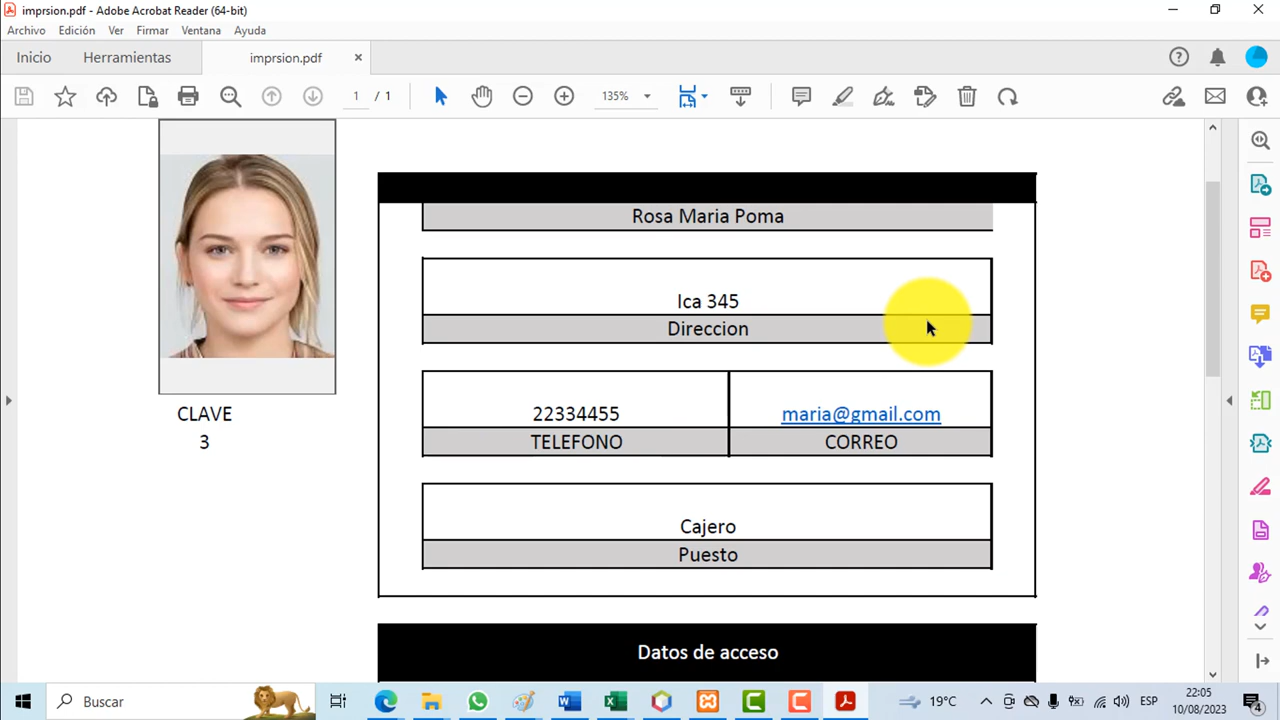 imprsion.pdf - Adobe Acrobat Reader (64-bit)
Archivo Edición Ver Firmar Ventana Ayuda
Inicio Herramientas imprsion.pdf
1 / 1 135%
Rosa Maria Poma
Ica 345
Direccion
22334455 maria@gmail.com
TELEFONO CORREO
CLAVE
3
Cajero
Puesto
Datos de acceso
Buscar 19°C ESP 22:05
10/08/2023 4